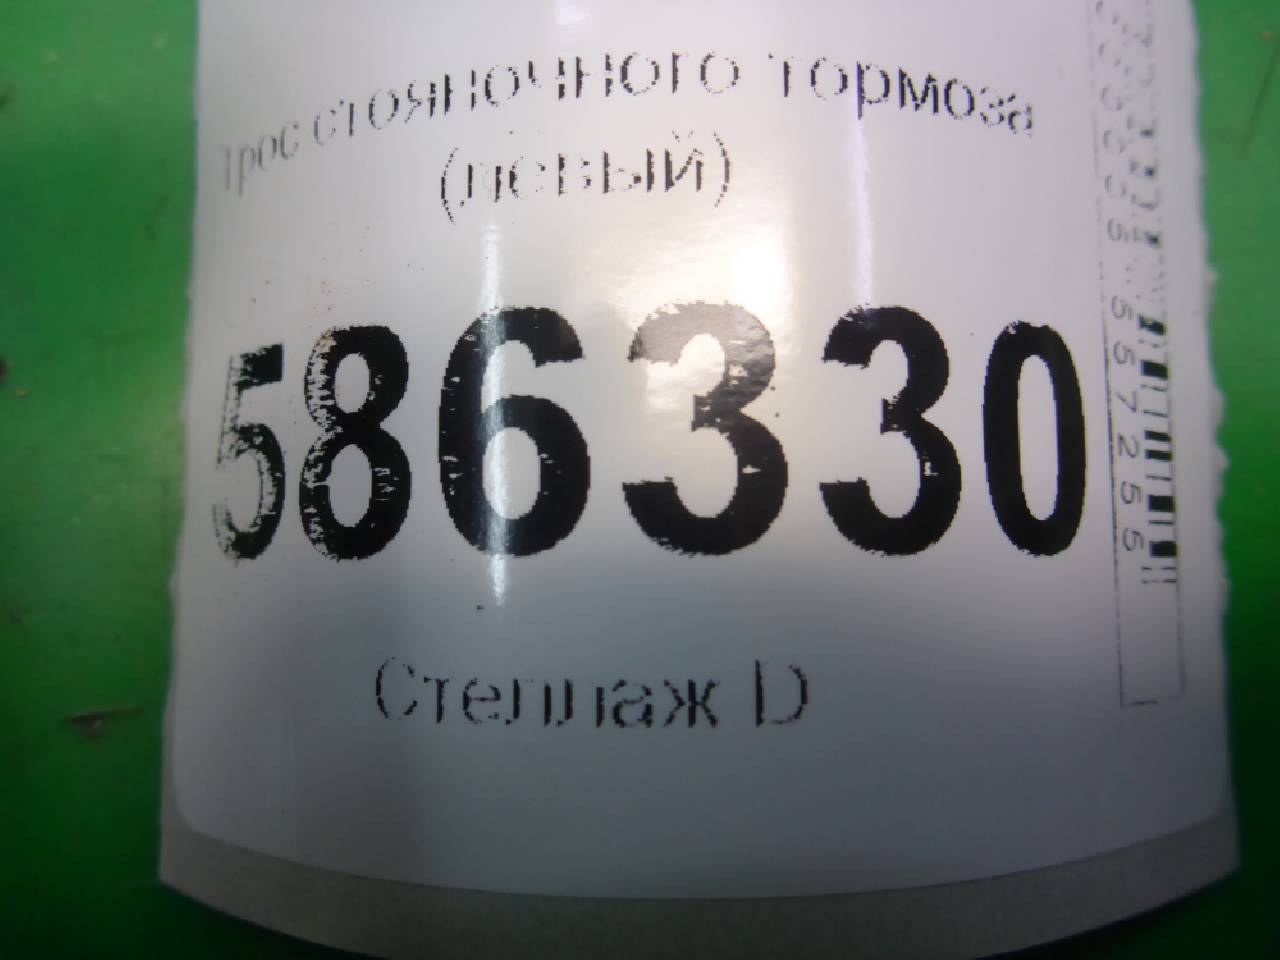 трос стояночного тормоза
(левый)
586330
Стеллаж D